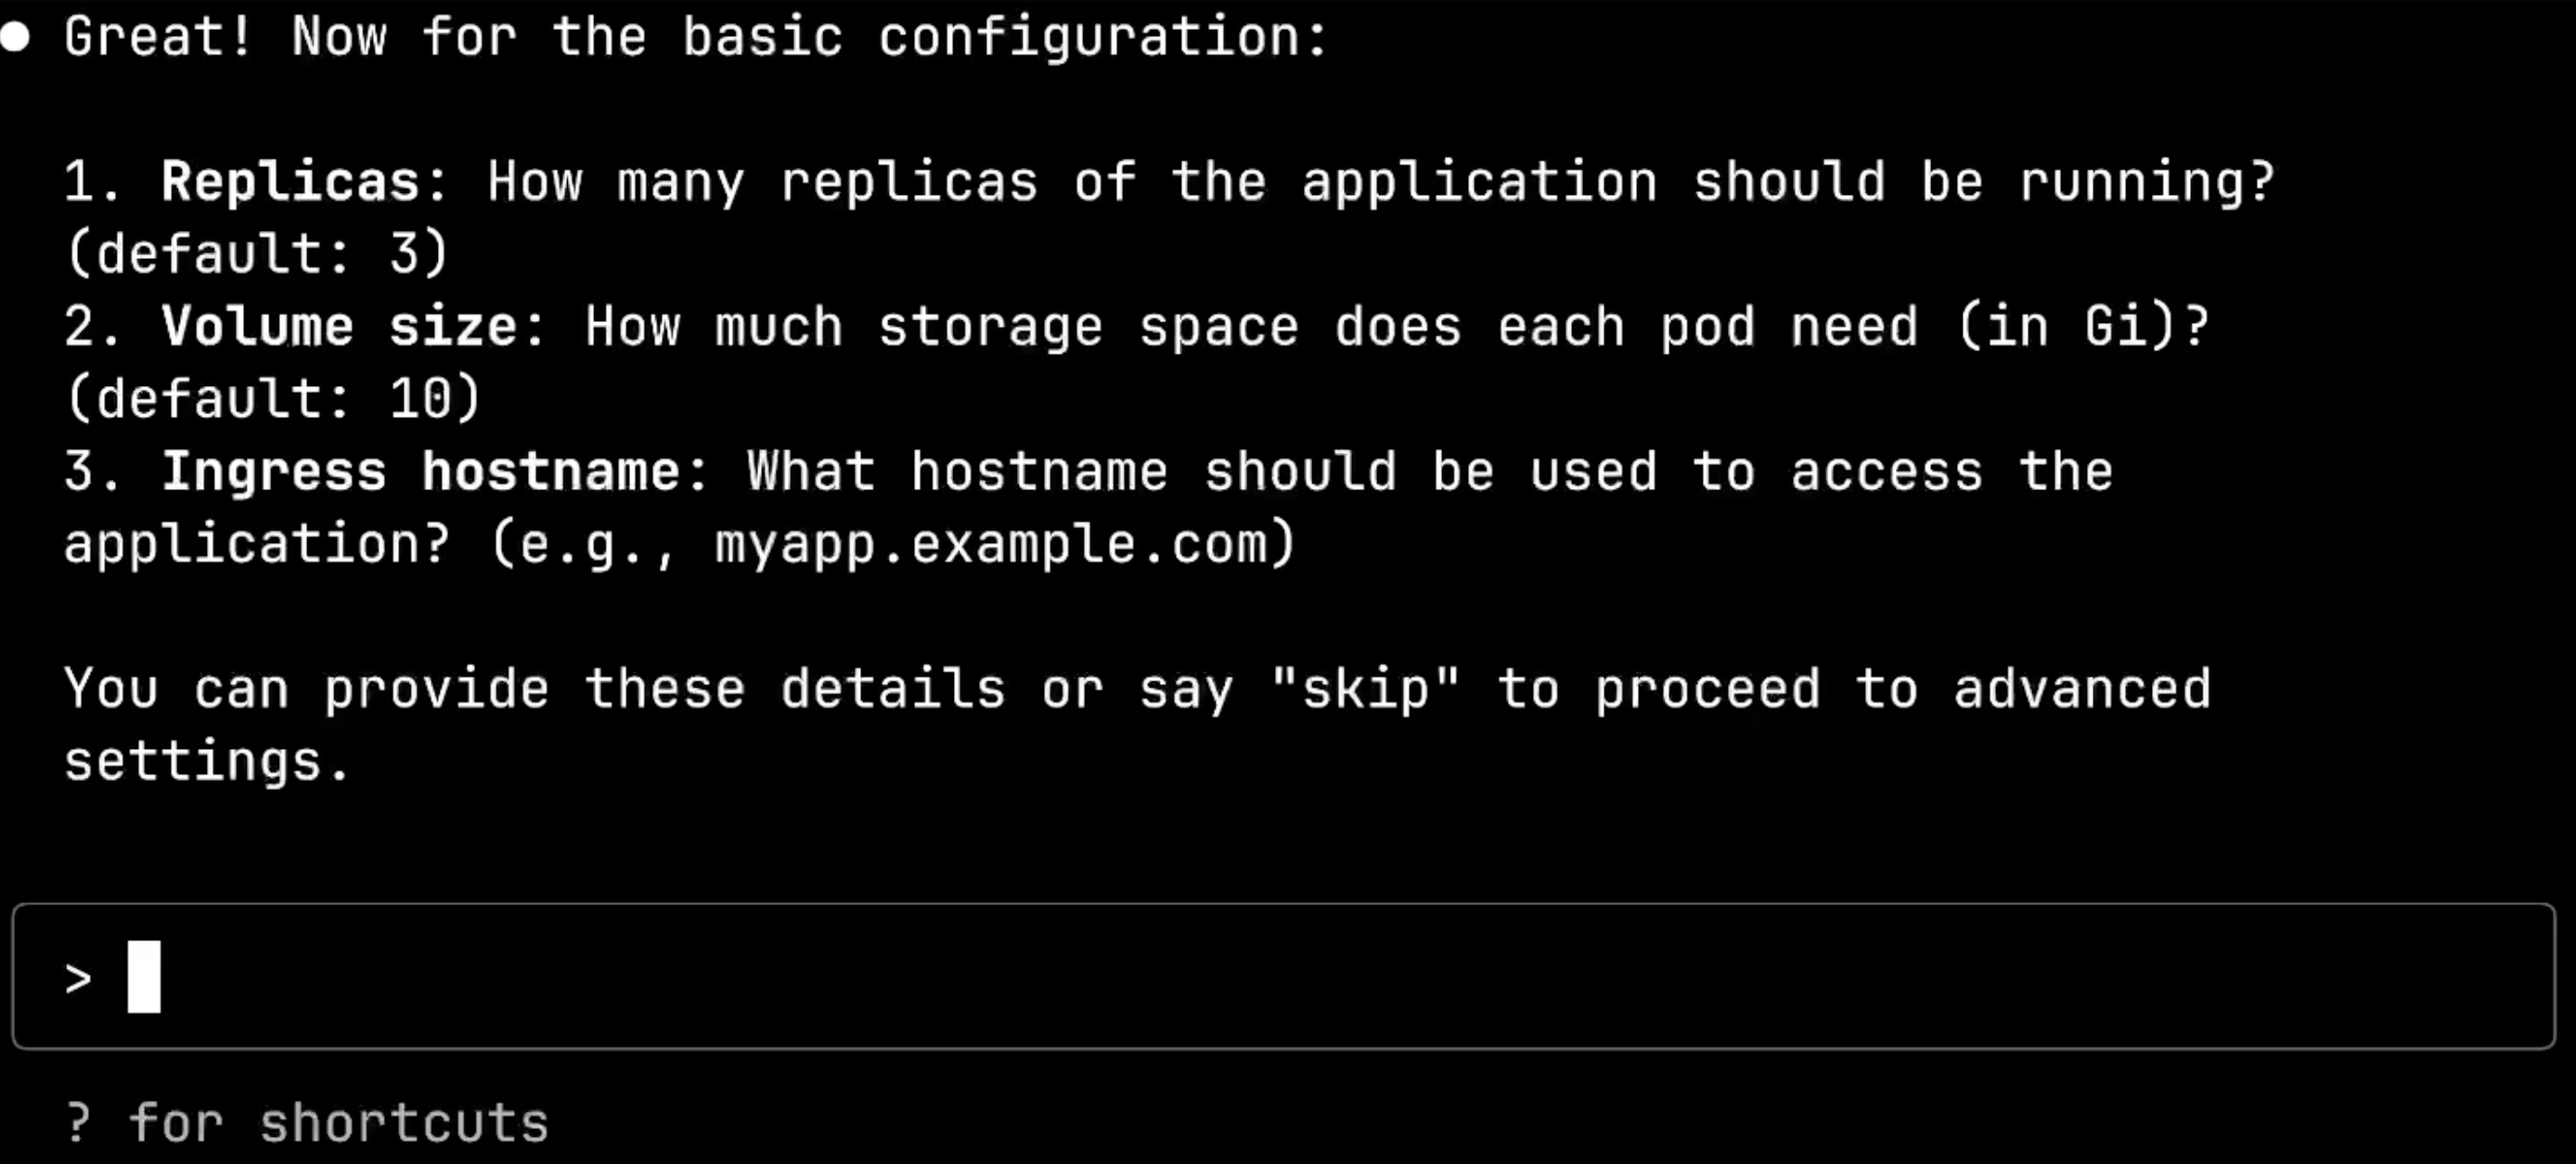 ● Great! Now for the basic configuration:
1. Replicas: How many replicas of the application should be running?
(default: 3)
2. Volume size: How much storage space does each pod need (in Gi)?
(default: 10)
3. Ingress hostname: What hostname should be used to access the
application? (e.g., myapp.example.com)
You can provide these details or say "skip" to proceed to advanced
settings.
>
? for shortcuts